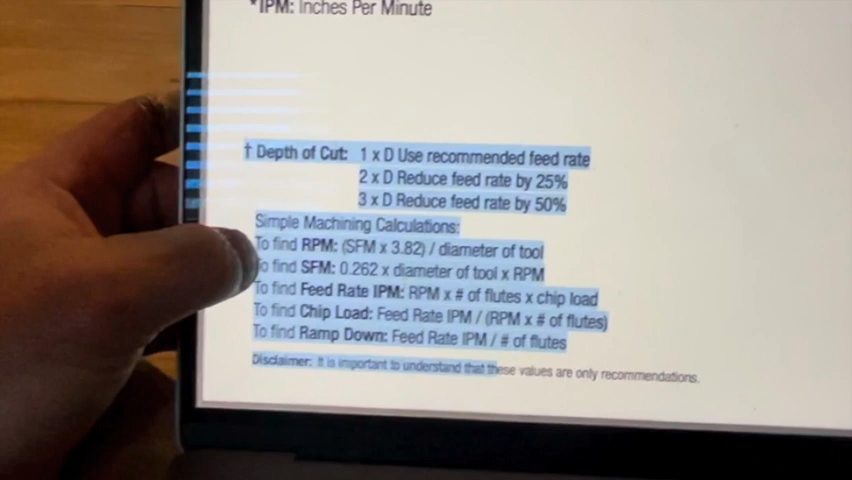 *IPM: Inches Per Minute
† Depth of Cut: 1 x D Use recommended feed rate
2 x D Reduce feed rate by 25%
3 x D Reduce feed rate by 50%
Simple Machining Calculations:
To find RPM: (SFM x 3.82) / diameter of tool
To find SFM: 0.262 x diameter of tool x RPM
To find Feed Rate IPM: RPM x # of flutes x chip load
To find Chip Load: Feed Rate IPM / (RPM x # of flutes)
To find Ramp Down: Feed Rate IPM / # of flutes
Disclaimer: It is important to understand that these values are only recommendations.